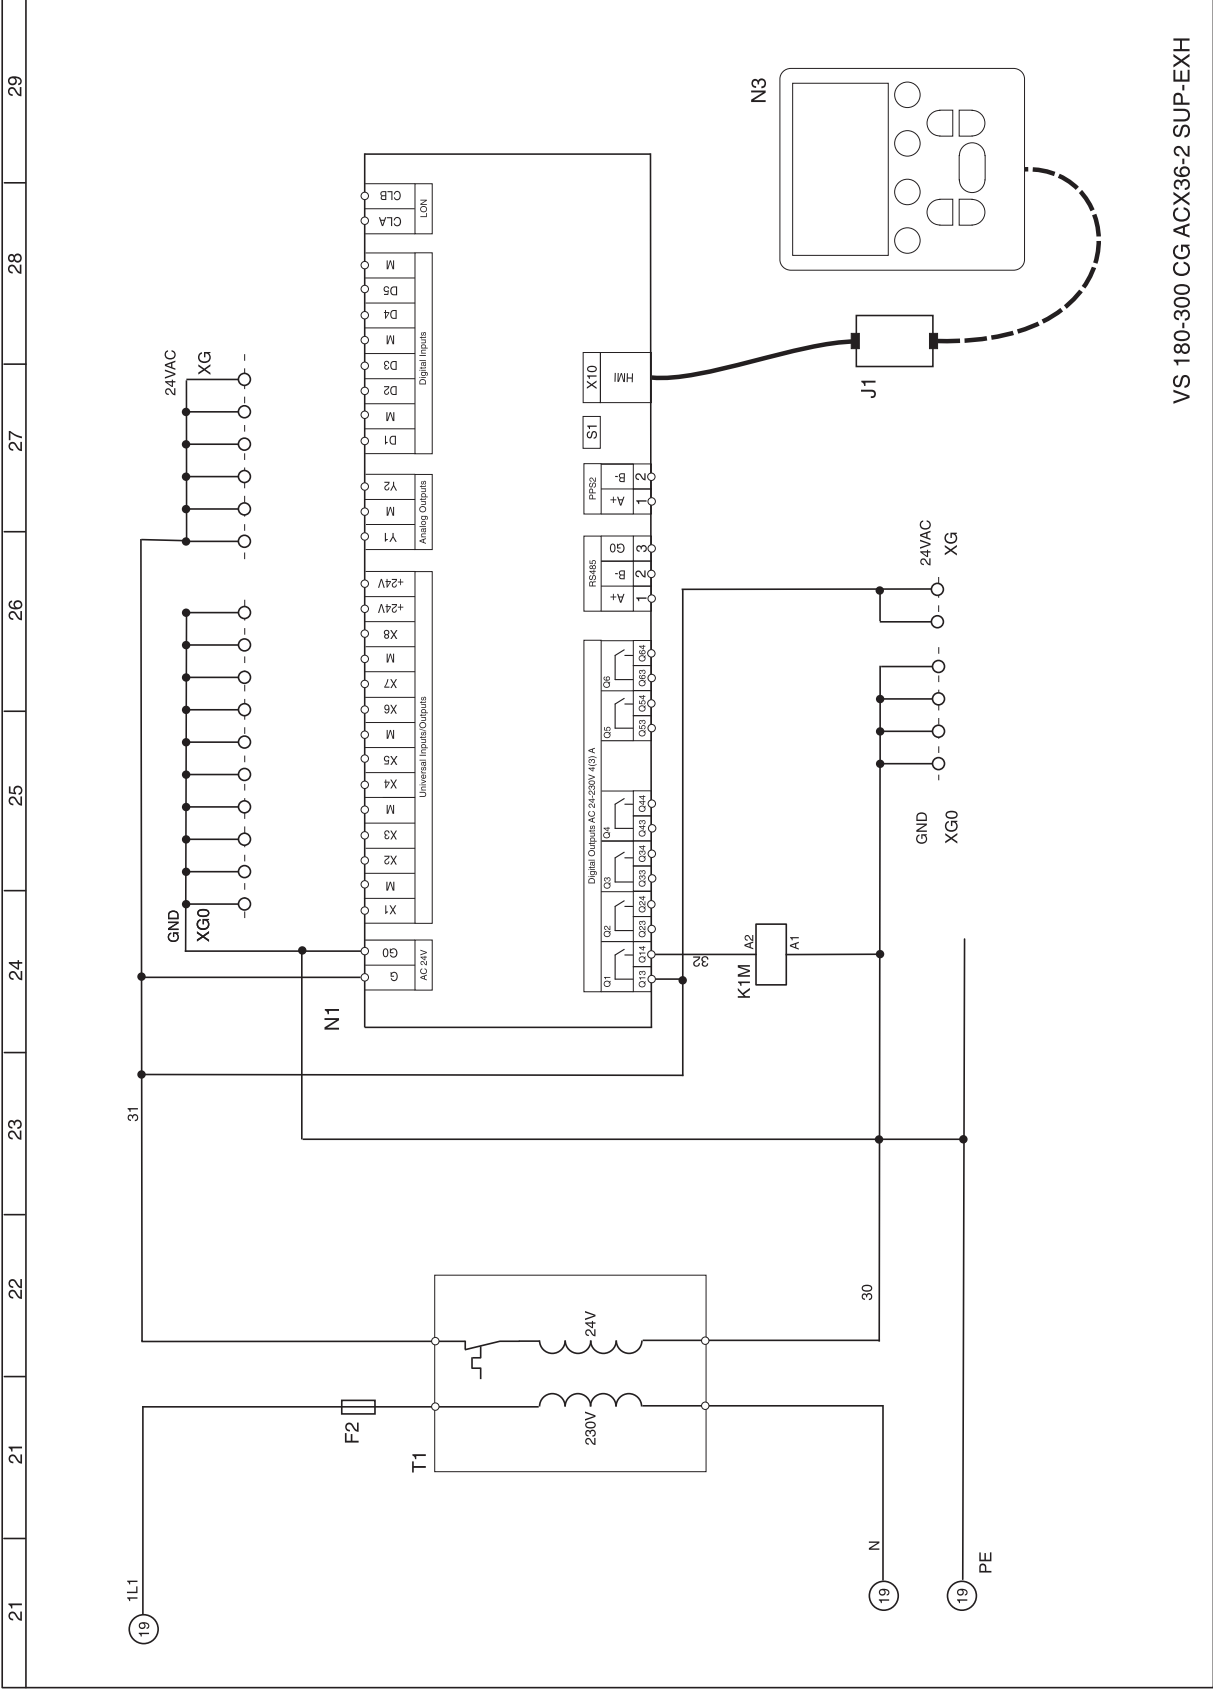 21
21
22
23
24
25
26
27
28
29
19
1L1
31
F2
T1
230V
24V
N
19
30
19
PE
N1
G
G0
AC 24V
X1
M
X2
X3
M
X4
X5
M
X6
X7
M
X8
+24V
+24V
Universal Inputs/Outputs
Y1
M
Y2
Analog Outputs
D1
M
D2
D3
M
D4
D5
M
Digital Inputs
CLA
CLB
LON
GND
XG0
24VAC
XG
Digital Outputs AC 24-230V 4(3) A
Q1
Q2
Q3
Q4
Q5
Q6
Q13
Q14
Q23
Q24
Q33
Q34
Q43
Q44
Q53
Q54
Q63
Q64
RS485
A+
B-
G0
1
2
3
PPS2
A+
B-
1
2
S1
X10
HMI
32
K1M
A2
A1
GND
XG0
24VAC
XG
J1
N3
VS 180-300 CG ACX36-2 SUP-EXH